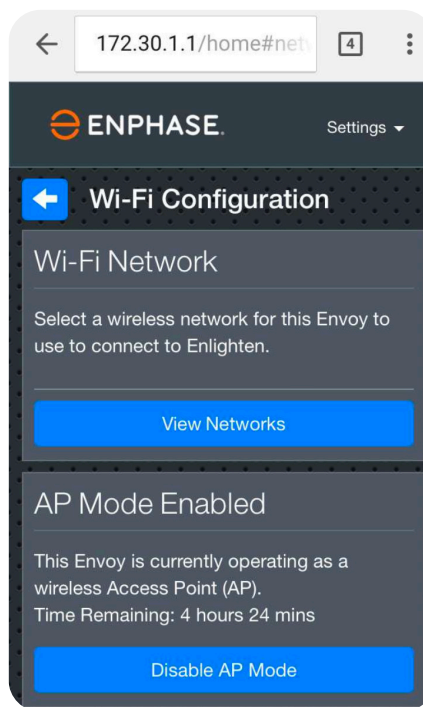 172.30.1.1/home#net
4
ENPHASE.
Settings
Wi-Fi Configuration
Wi-Fi Network
Select a wireless network for this Envoy to
use to connect to Enlighten.
View Networks
AP Mode Enabled
This Envoy is currently operating as a
wireless Access Point (AP).
Time Remaining: 4 hours 24 mins
Disable AP Mode